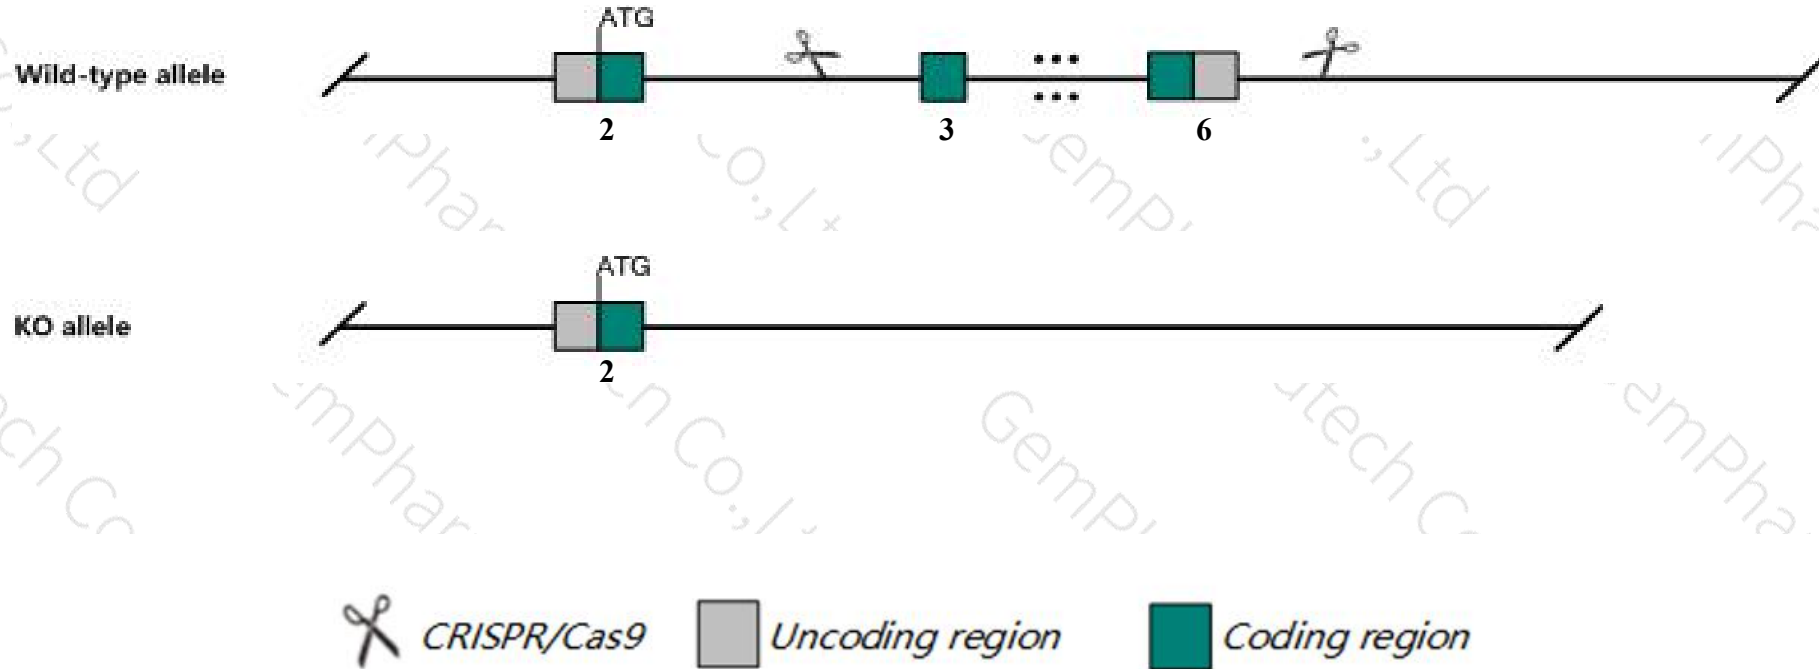 ATG
Wild-type allele
2 3 6
ATG
KO allele
2
CRISPR/Cas9 Uncoding region Coding region